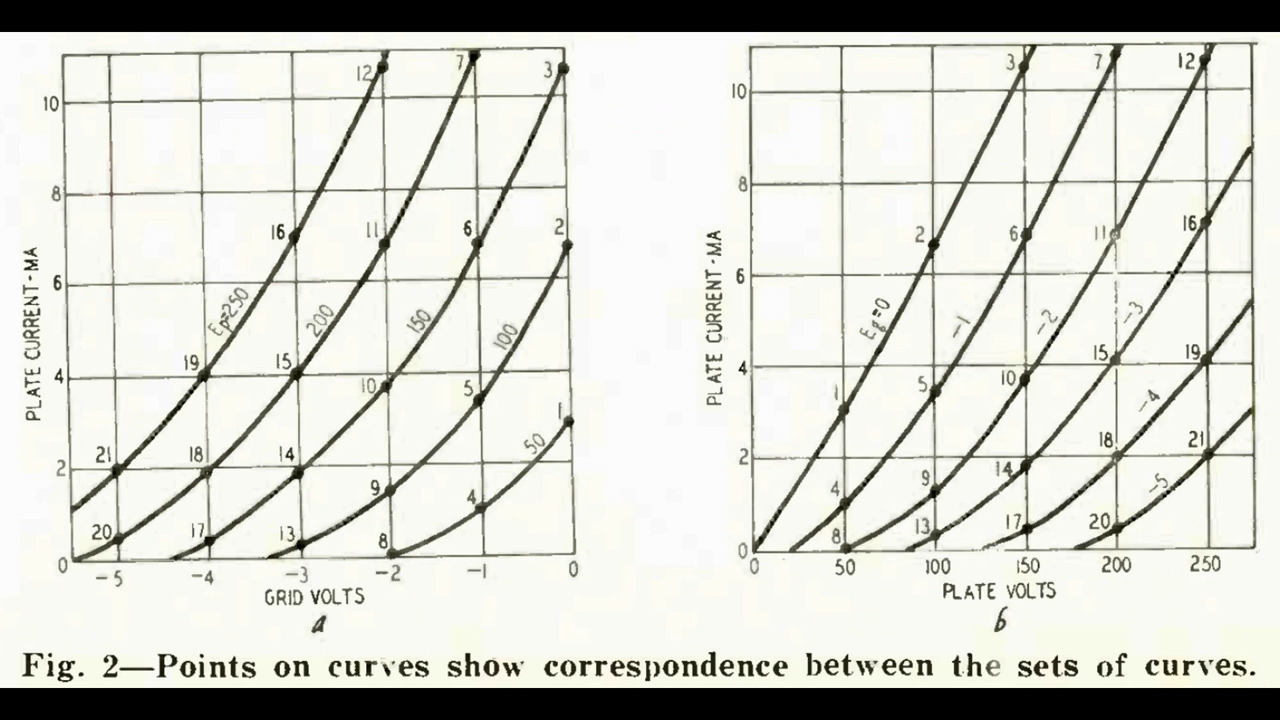 12 7 3
10
8
16 11 6 2
6
Ep=250 200 150 100
19 15 10 5 1
4
50
21 18 14 9 4
2
20 17 13 8
0 −5 −4 −3 −2 −1 0
PLATE CURRENT-MA
GRID VOLTS
a
3 7 12
10
8
2 6 11 16
6
Eg=0 −1 −2 −3
1 5 10 15 19
4
−4
4 9 14 18 21
2
−5
8 13 17 20
0
0 50 100 150 200 250
PLATE CURRENT-MA
PLATE VOLTS
b
Fig. 2—Points on curves show correspondence between the sets of curves.